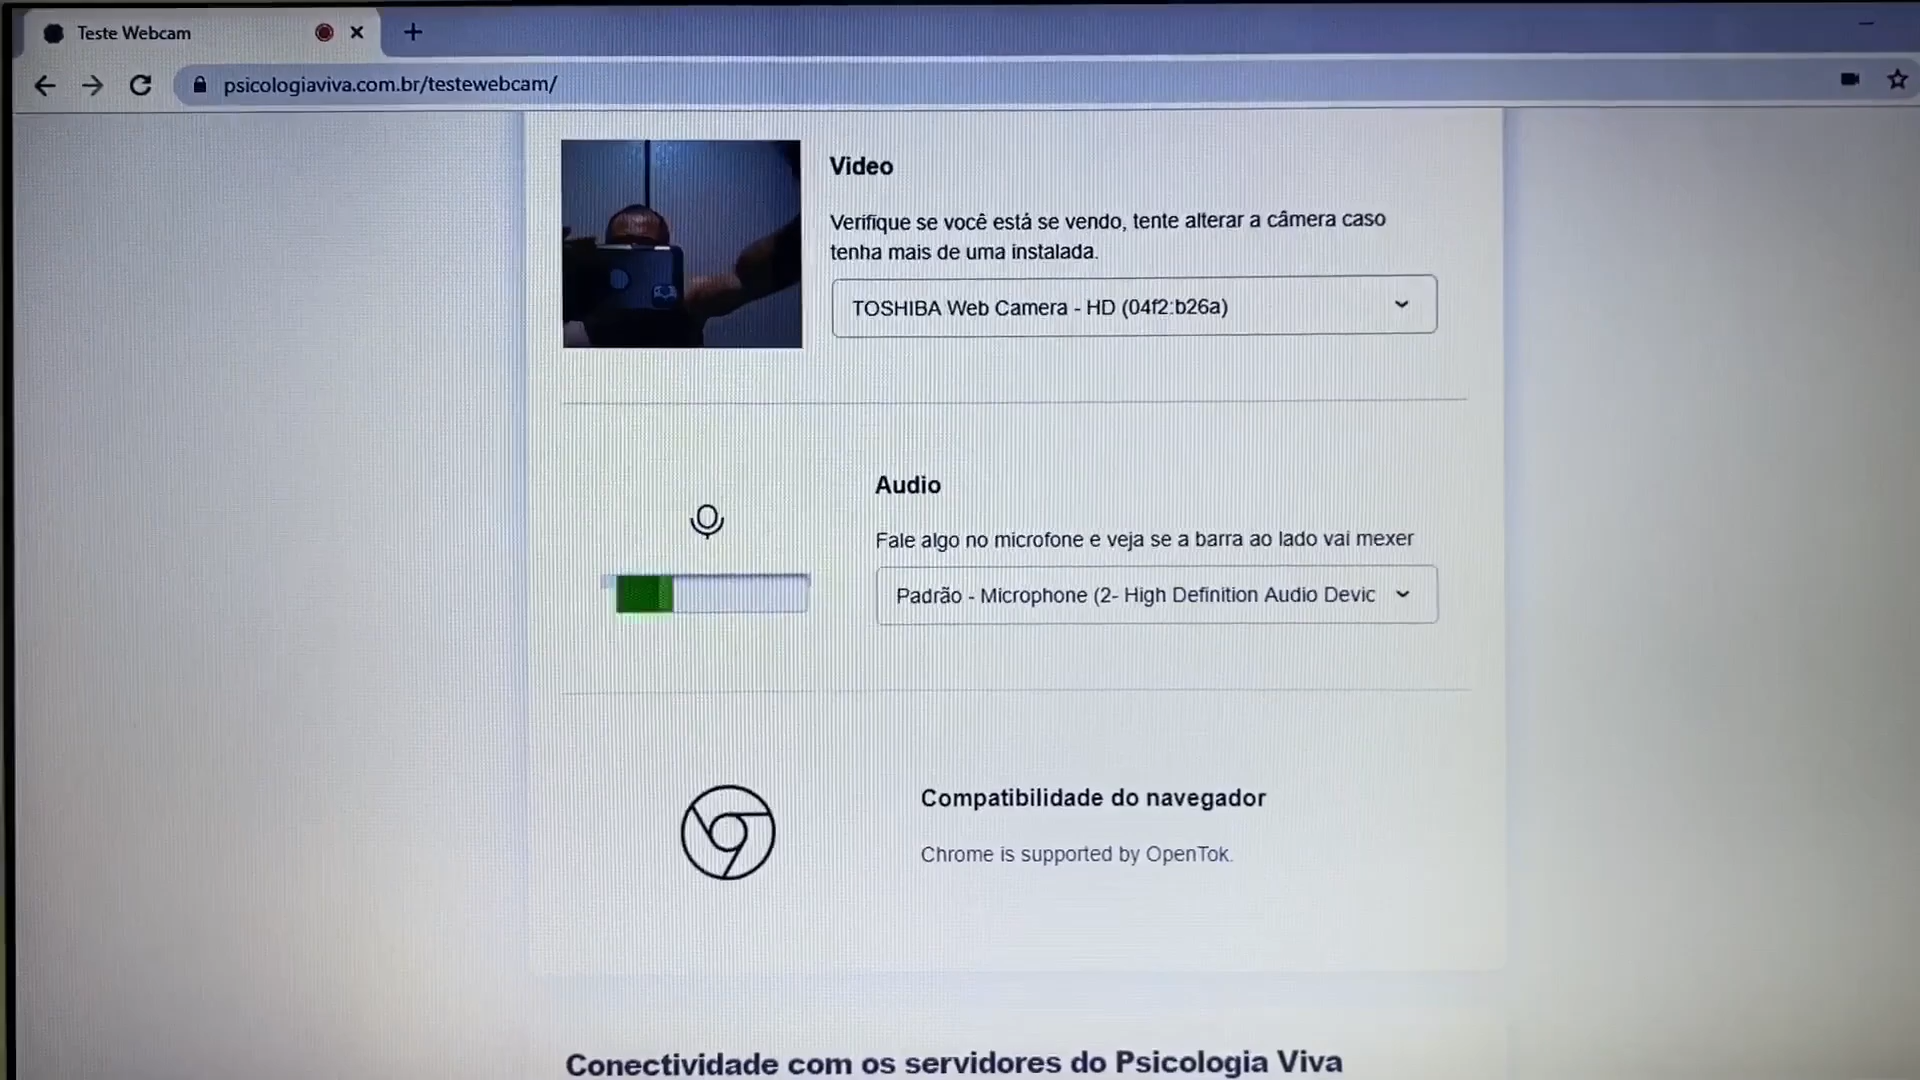 Teste Webcam
psicologiaviva.com.br/testewebcam/
Video
Verifique se você está se vendo, tente alterar a câmera caso
tenha mais de uma instalada.
TOSHIBA Web Camera - HD (04f2:b26a)
Audio
Fale algo no microfone e veja se a barra ao lado vai mexer
Padrão - Microphone (2- High Definition Audio Devic
Compatibilidade do navegador
Chrome is supported by OpenTok.
Conectividade com os servidores do Psicologia Viva